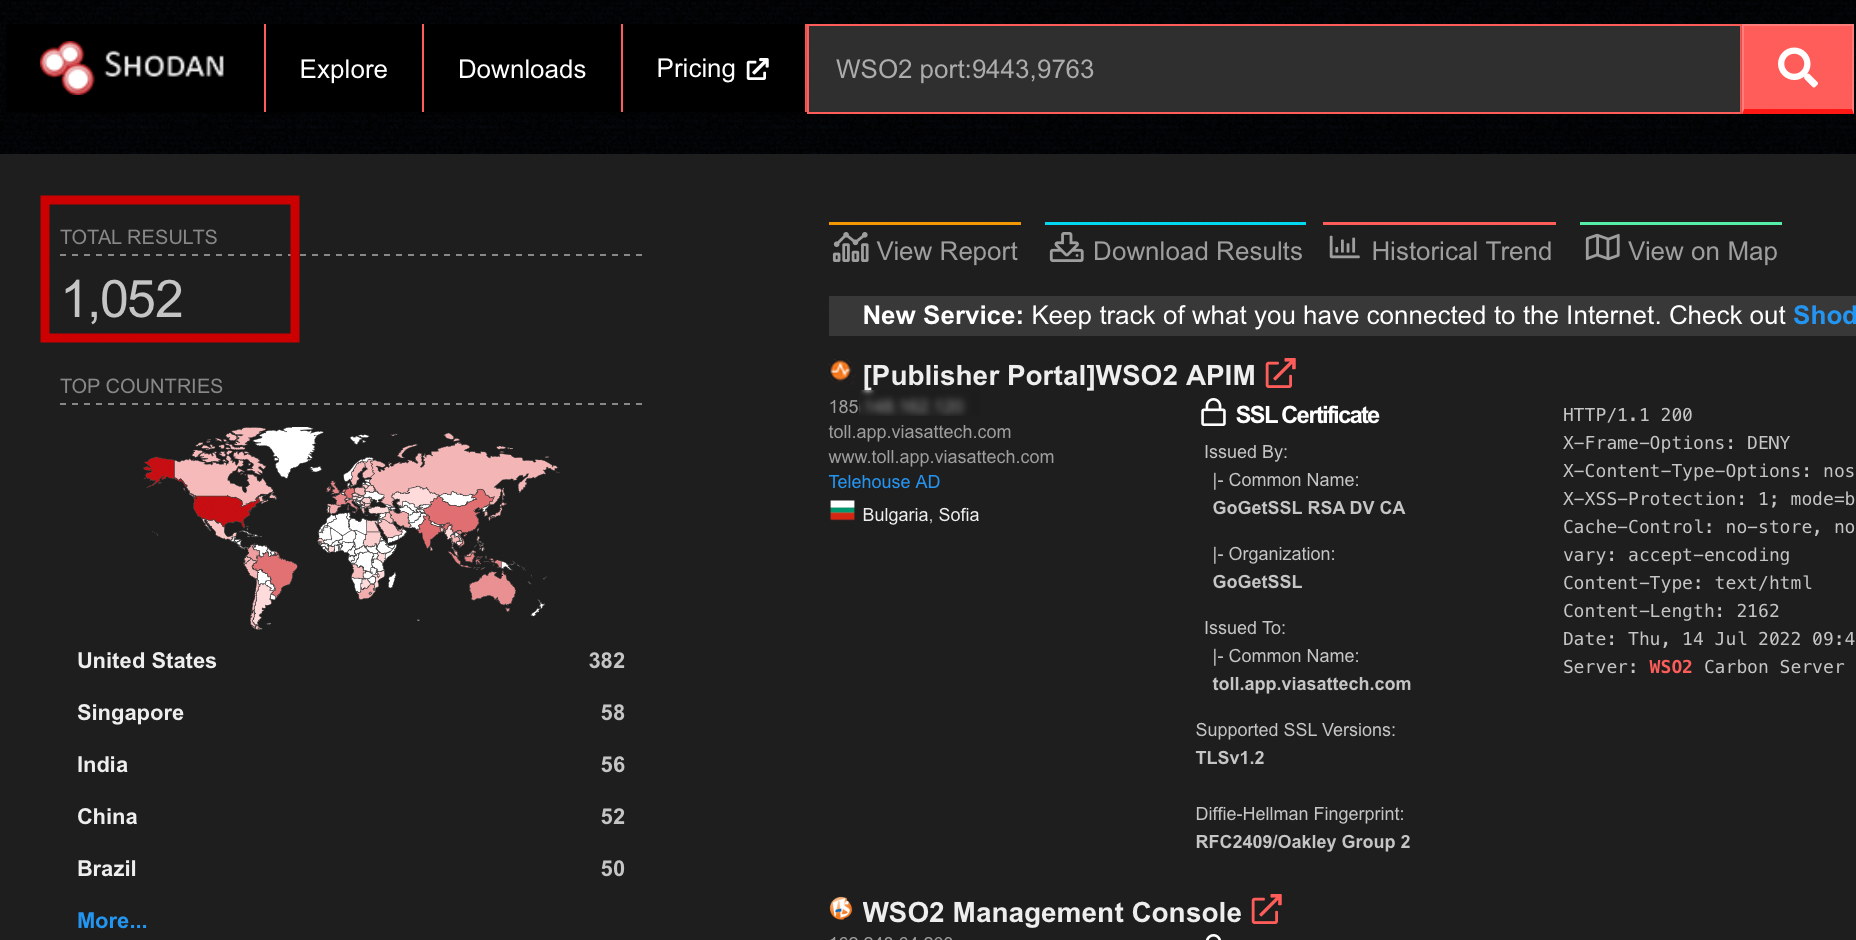 SHODAN
Explore
Downloads
Pricing
WSO2 port:9443,9763
TOTAL RESULTS
1,052
TOP COUNTRIES
United States 382
Singapore 58
India 56
China 52
Brazil 50
More...
View Report
Download Results
Historical Trend
View on Map
New Service: Keep track of what you have connected to the Internet. Check out Shod
[Publisher Portal]WSO2 APIM
185
toll.app.viasattech.com
www.toll.app.viasattech.com
Telehouse AD
Bulgaria, Sofia
SSL Certificate
Issued By:
|- Common Name:
GoGetSSL RSA DV CA
|- Organization:
GoGetSSL
Issued To:
|- Common Name:
toll.app.viasattech.com
Supported SSL Versions:
TLSv1.2
Diffie-Hellman Fingerprint:
RFC2409/Oakley Group 2
HTTP/1.1 200
X-Frame-Options: DENY
X-Content-Type-Options: nos
X-XSS-Protection: 1; mode=b
Cache-Control: no-store, no
vary: accept-encoding
Content-Type: text/html
Content-Length: 2162
Date: Thu, 14 Jul 2022 09:4
Server: WSO2 Carbon Server
WSO2 Management Console